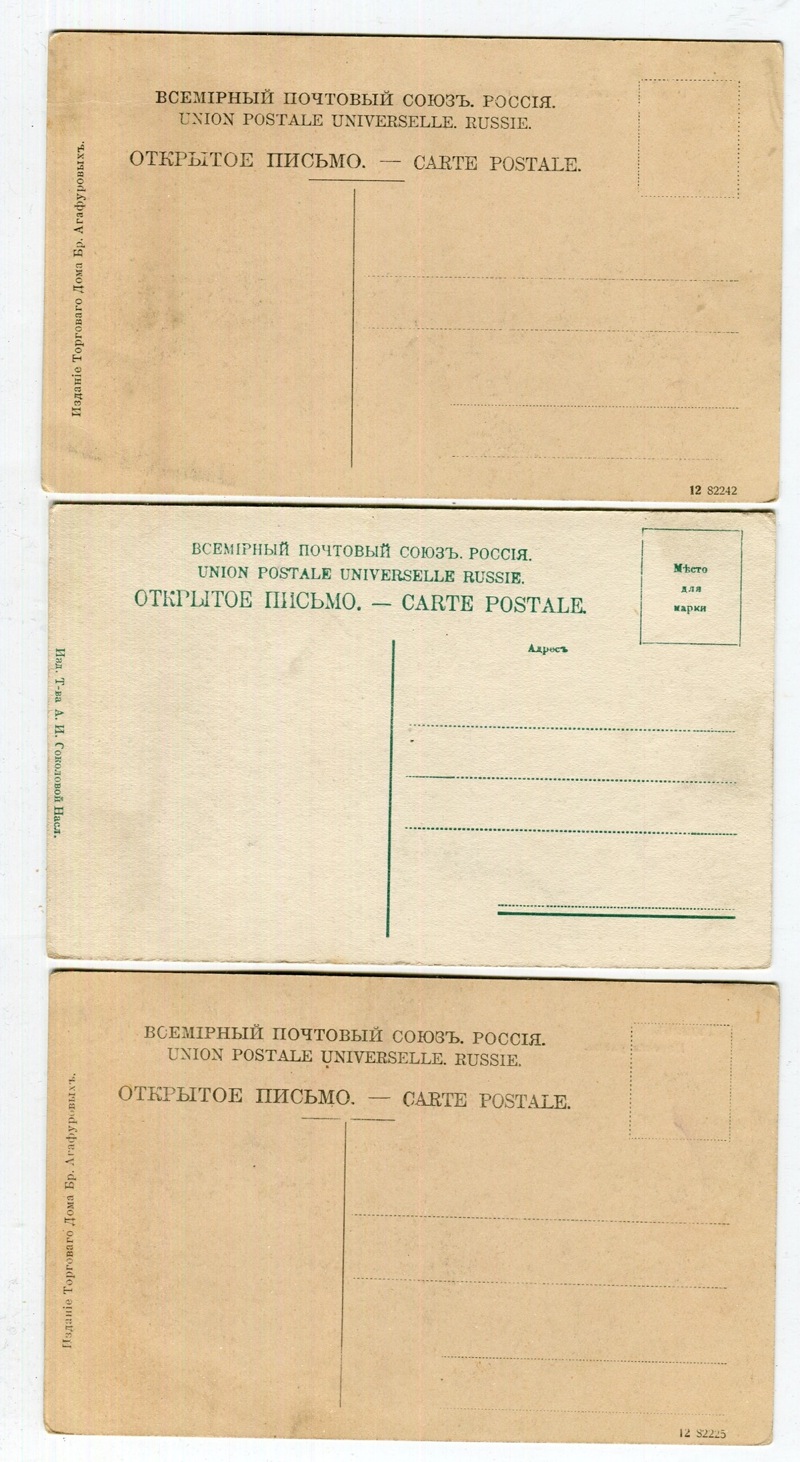 ВСЕМІРНЫЙ ПОЧТОВЫЙ СОЮЗЪ. РОССІЯ.
UNION POSTALE UNIVERSELLE. RUSSIE.
ОТКРЫТОЕ ПИСЬМО. — CARTE POSTALE.
Изданіе Торговаго Дома Бр. Агафуровыхъ.
12 82242
ВСЕМІРНЫЙ ПОЧТОВЫЙ СОЮЗЪ. РОССІЯ.
UNION POSTALE UNIVERSELLE RUSSIE.
ОТКРЫТОЕ ПИСЬМО. — CARTE POSTALE.
Мѣсто
для
марки
Адресъ
Изд. Т-ва А. И. Соколовой Насл.
ВСЕМІРНЫЙ ПОЧТОВЫЙ СОЮЗЪ. РОССІЯ.
UNION POSTALE UNIVERSELLE. RUSSIE.
ОТКРЫТОЕ ПИСЬМО. — CARTE POSTALE.
Изданіе Торговаго Дома Бр. Агафуровыхъ.
12 82225